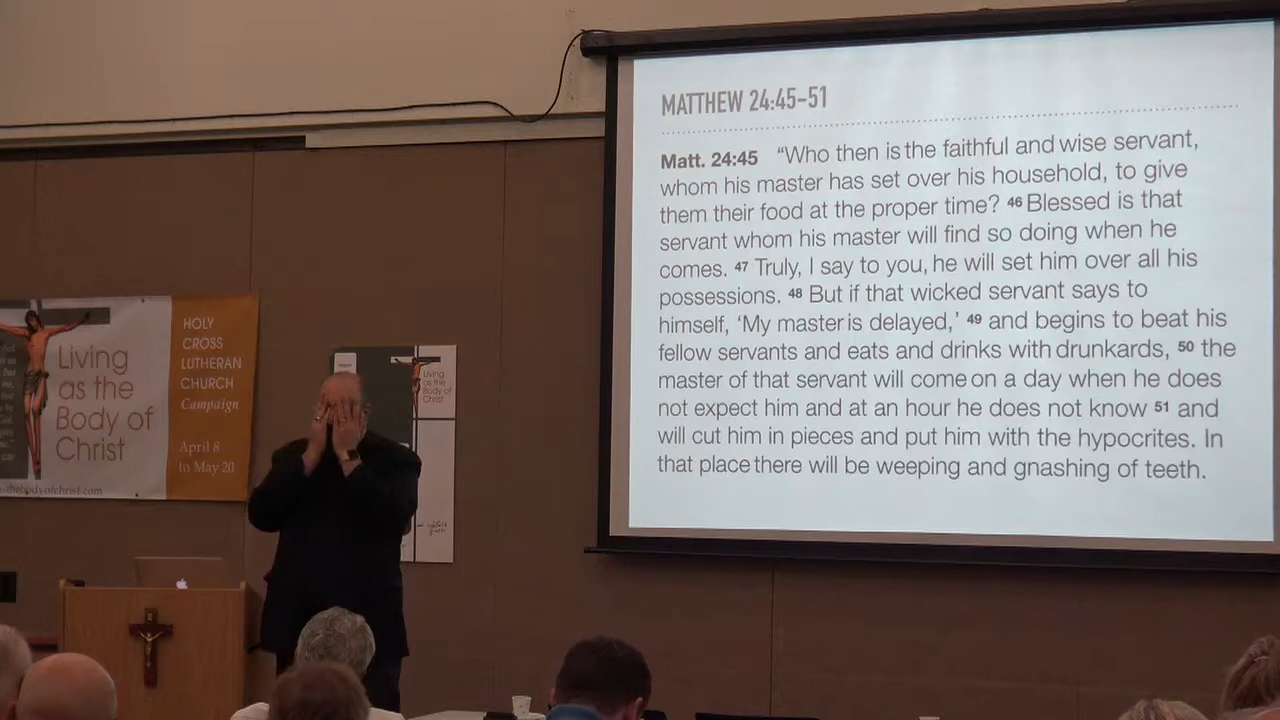 MATTHEW 24:45–51
Matt. 24:45 “Who then is the faithful and wise servant,
whom his master has set over his household, to give
them their food at the proper time? 46 Blessed is that
servant whom his master will find so doing when he
comes. 47 Truly, I say to you, he will set him over all his
possessions. 48 But if that wicked servant says to
himself, ‘My master is delayed,’ 49 and begins to beat his
fellow servants and eats and drinks with drunkards, 50 the
master of that servant will come on a day when he does
not expect him and at an hour he does not know 51 and
will cut him in pieces and put him with the hypocrites. In
that place there will be weeping and gnashing of teeth.
Living
as the
Body of
Christ
HOLY
CROSS
LUTHERAN
CHURCH
Campaign
April 8
to May 20
Living
as the
Body of
Christ